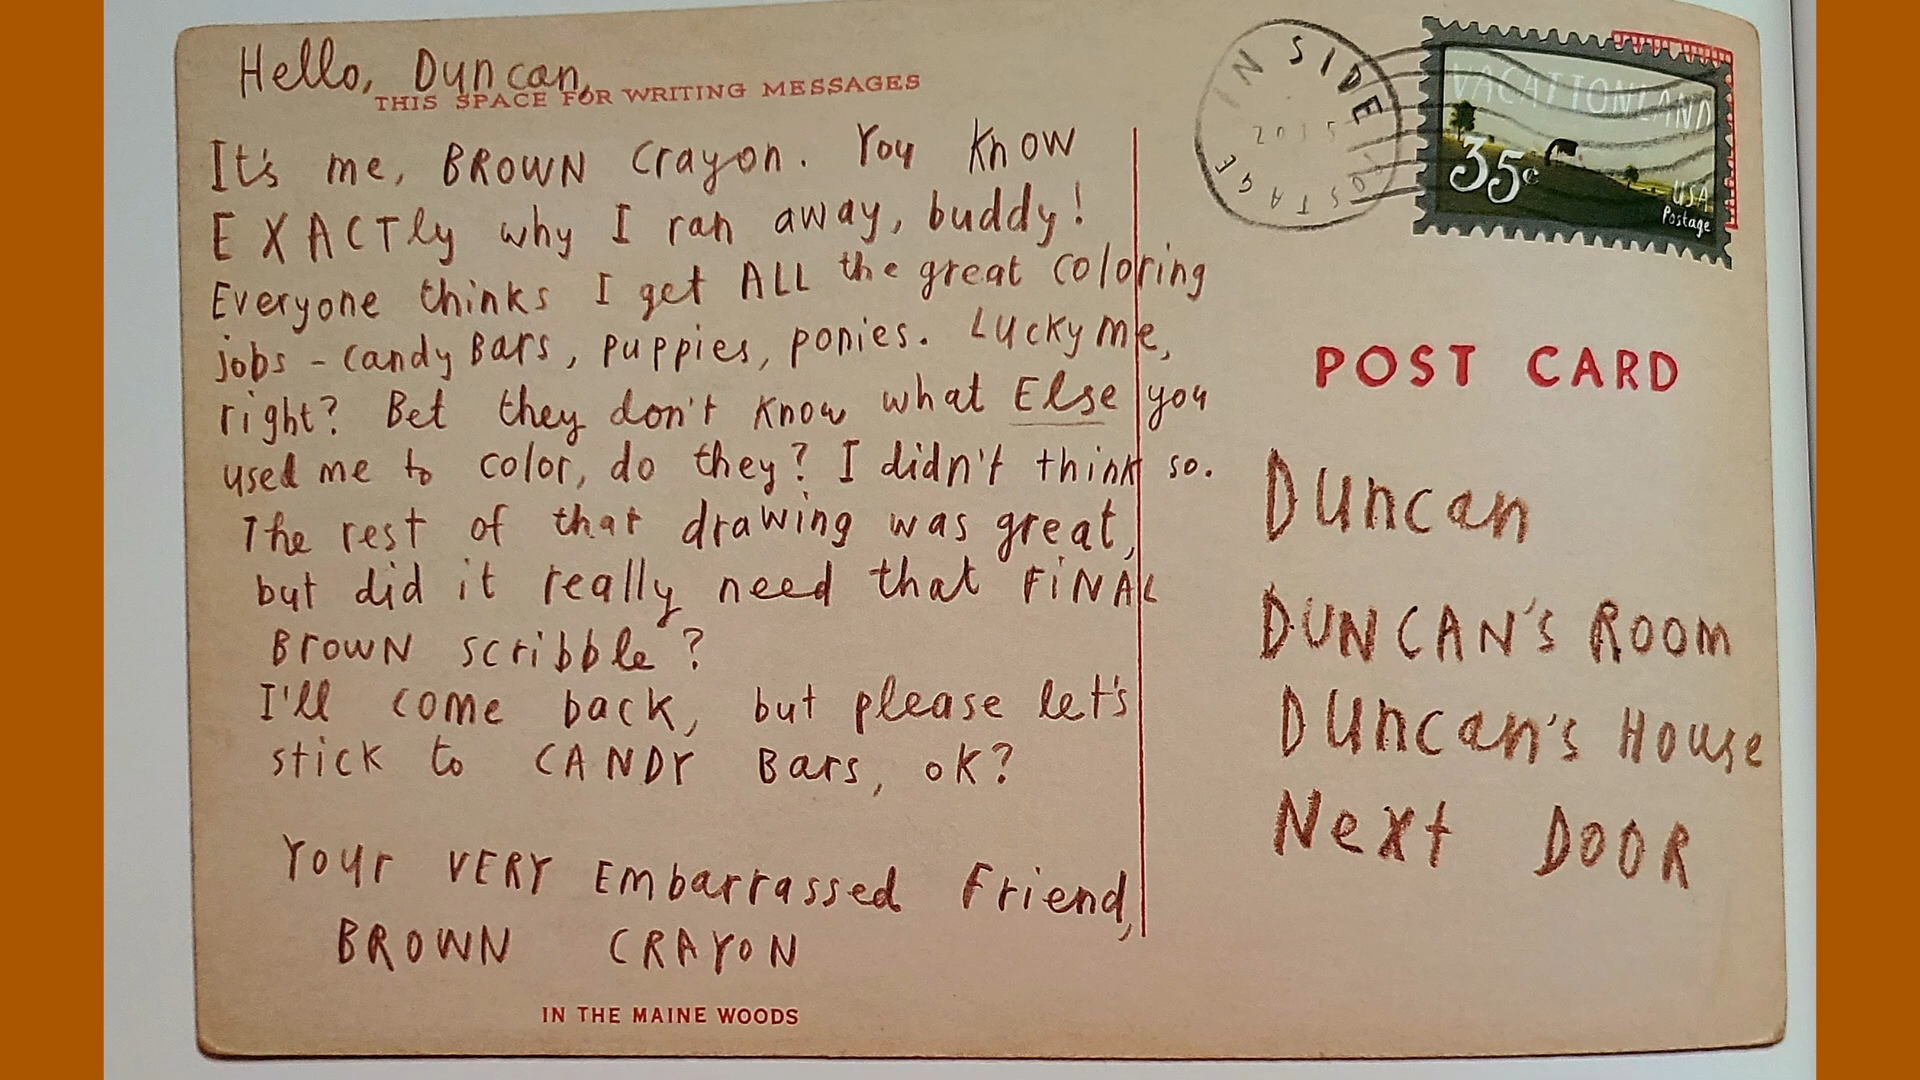 Hello, Duncan,
THIS SPACE FOR WRITING MESSAGES
It's me, BROWN Crayon. You know
EXACTLy why I ran away, buddy!
Everyone thinks I get ALL the great coloring
jobs - candy Bars, puppies, ponies. Lucky me,
right? Bet they don't know what Else you
used me to color, do they? I didn't think so.
The rest of that drawing was great,
but did it really need that FiNAL
Brown scribble?
I'll come back, but please let's
stick to CANDY Bars, ok?
Your VERY Embarrassed Friend,
BROWN CRAYON
IN THE MAINE WOODS
INSIDE
2015
POSTAGE
VACATIONLAND
35¢
USA
Postage
POST CARD
Duncan
DUNCAN'S ROOm
Duncan's House
Next DOOR